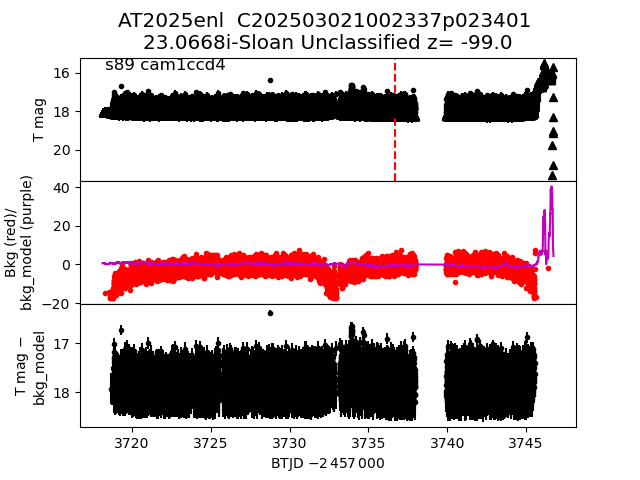 AT2025enl  C202503021002337p023401
23.0668i-Sloan Unclassified z= -99.0
s89 cam1ccd4
T mag
16
18
20
Bkg (red)/
bkg_model (purple)
40
20
0
−20
T mag −
bkg_model
17
18
3720
3725
3730
3735
3740
3745
BTJD −2 457 000